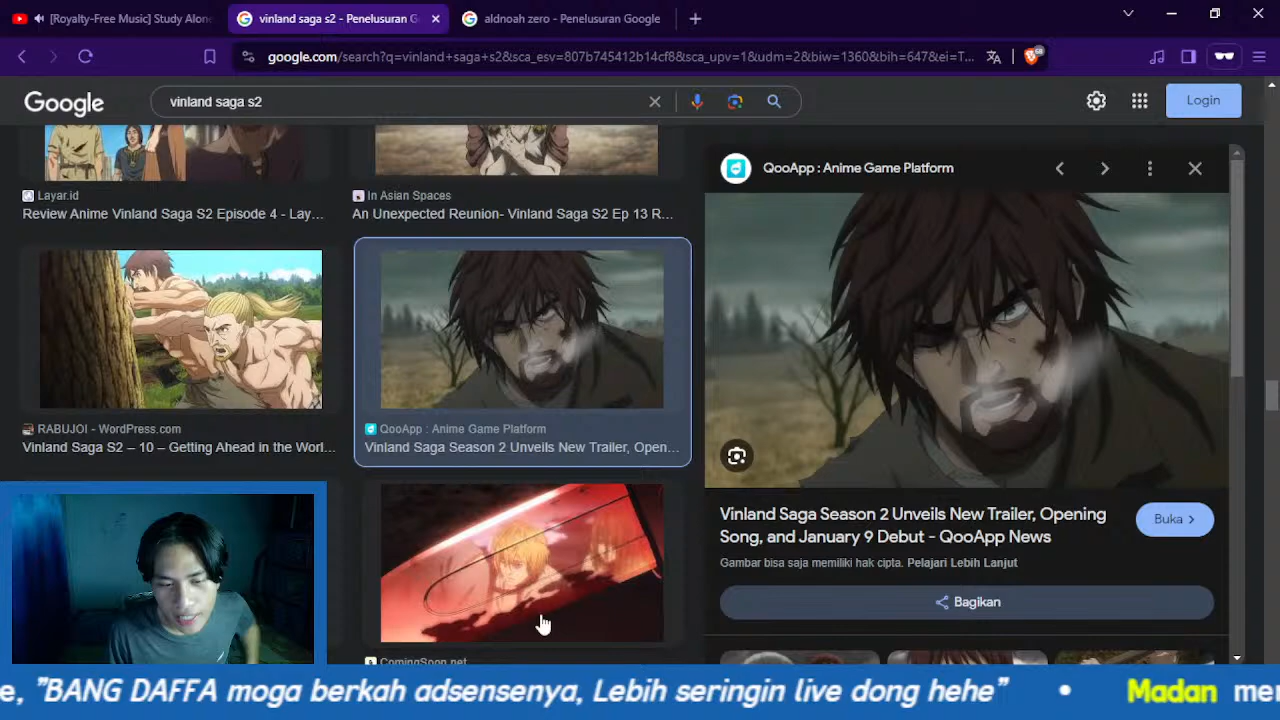 [Royalty-Free Music] Study Alone
vinland saga s2 - Penelusuran G
aldnoah zero - Penelusuran Google
google.com/search?q=vinland+saga+s2&sca_esv=807b745412b14cf8&sca_upv=1&udm=2&biw=1360&bih=647&ei=T...
68
Google
vinland saga s2
Login
Layar.id
Review Anime Vinland Saga S2 Episode 4 - Lay...
In Asian Spaces
An Unexpected Reunion- Vinland Saga S2 Ep 13 R...
QooApp : Anime Game Platform
RABUJOI - WordPress.com
Vinland Saga S2 – 10 – Getting Ahead in the Worl...
QooApp : Anime Game Platform
Vinland Saga Season 2 Unveils New Trailer, Open...
Vinland Saga Season 2 Unveils New Trailer, Opening
Song, and January 9 Debut - QooApp News
Buka
Gambar bisa saja memiliki hak cipta. Pelajari Lebih Lanjut
Bagikan
ComingSoon.net
e, "BANG DAFFA moga berkah adsensenya, Lebih seringin live dong hehe" • Madan mer